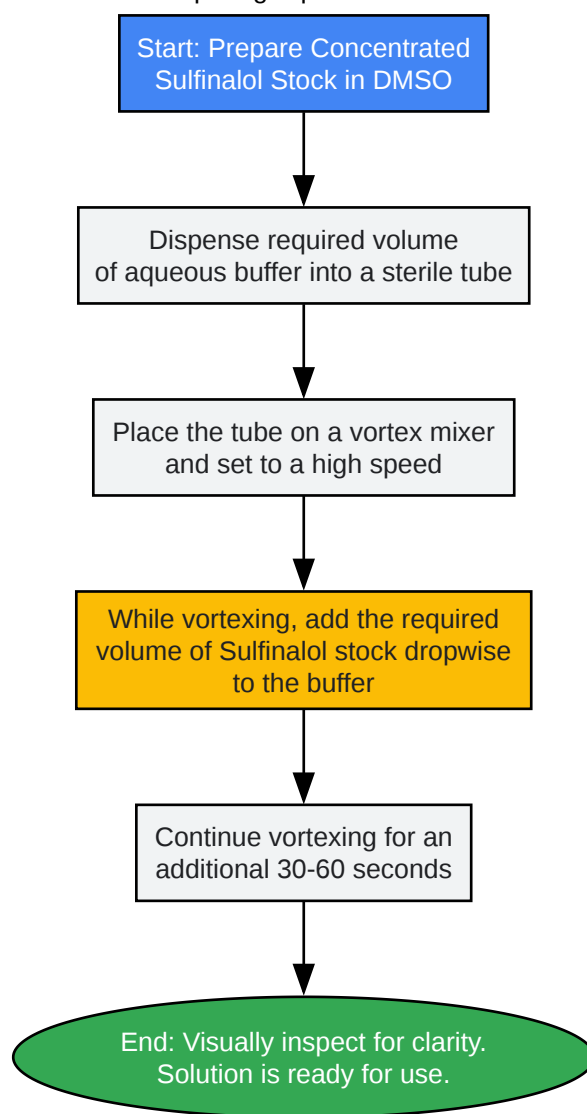 Start: Prepare Concentrated
Sulfinalol Stock in DMSO
Dispense required volume
of aqueous buffer into a sterile tube
Place the tube on a vortex mixer
and set to a high speed
While vortexing, add the required
volume of Sulfinalol stock dropwise
to the buffer
Continue vortexing for an
additional 30-60 seconds
End: Visually inspect for clarity.
Solution is ready for use.